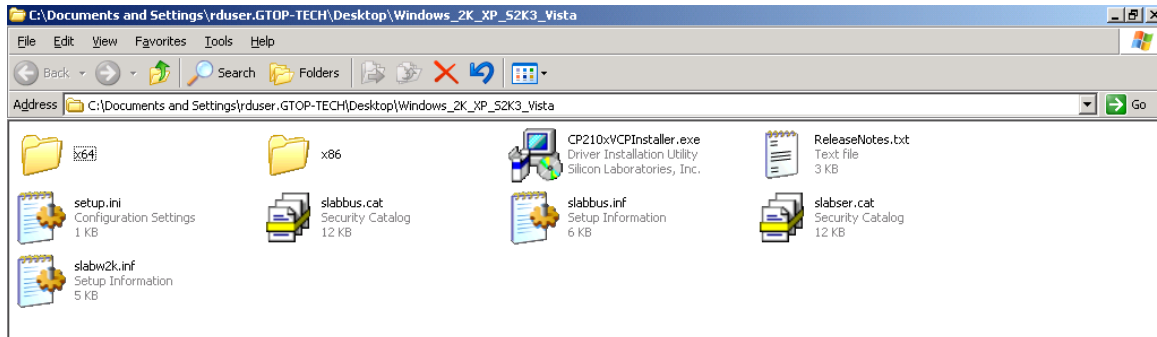 C:\Documents and Settings\rduser.GTOP-TECH\Desktop\Windows_2K_XP_S2K3_Vista
File Edit View Favorites Tools Help
Back Search Folders
Address C:\Documents and Settings\rduser.GTOP-TECH\Desktop\Windows_2K_XP_S2K3_Vista Go
x64
x86
CP210xVCPInstaller.exe
Driver Installation Utility
Silicon Laboratories, Inc.
ReleaseNotes.txt
Text file
3 KB
setup.ini
Configuration Settings
1 KB
slabbus.cat
Security Catalog
12 KB
slabbus.inf
Setup Information
6 KB
slabser.cat
Security Catalog
12 KB
slabw2k.inf
Setup Information
5 KB